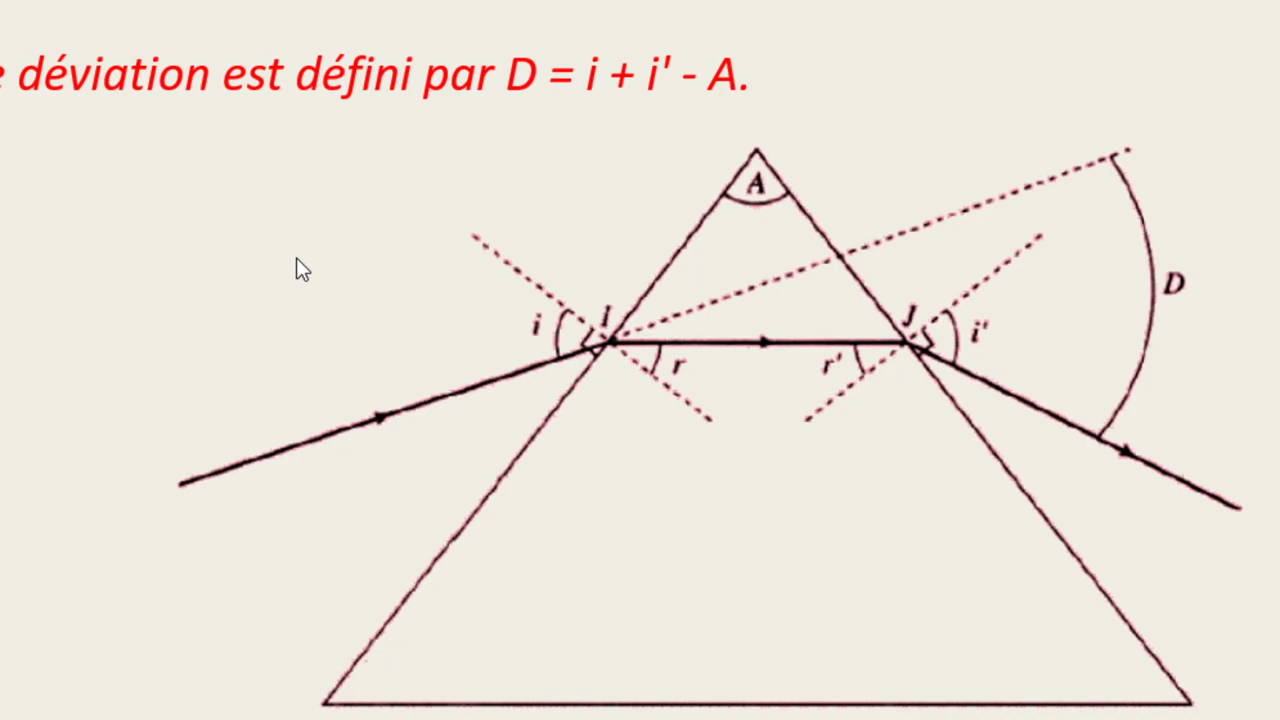 e déviation est défini par D = i + i' - A.
A
D
i
I
J
i'
r
r'